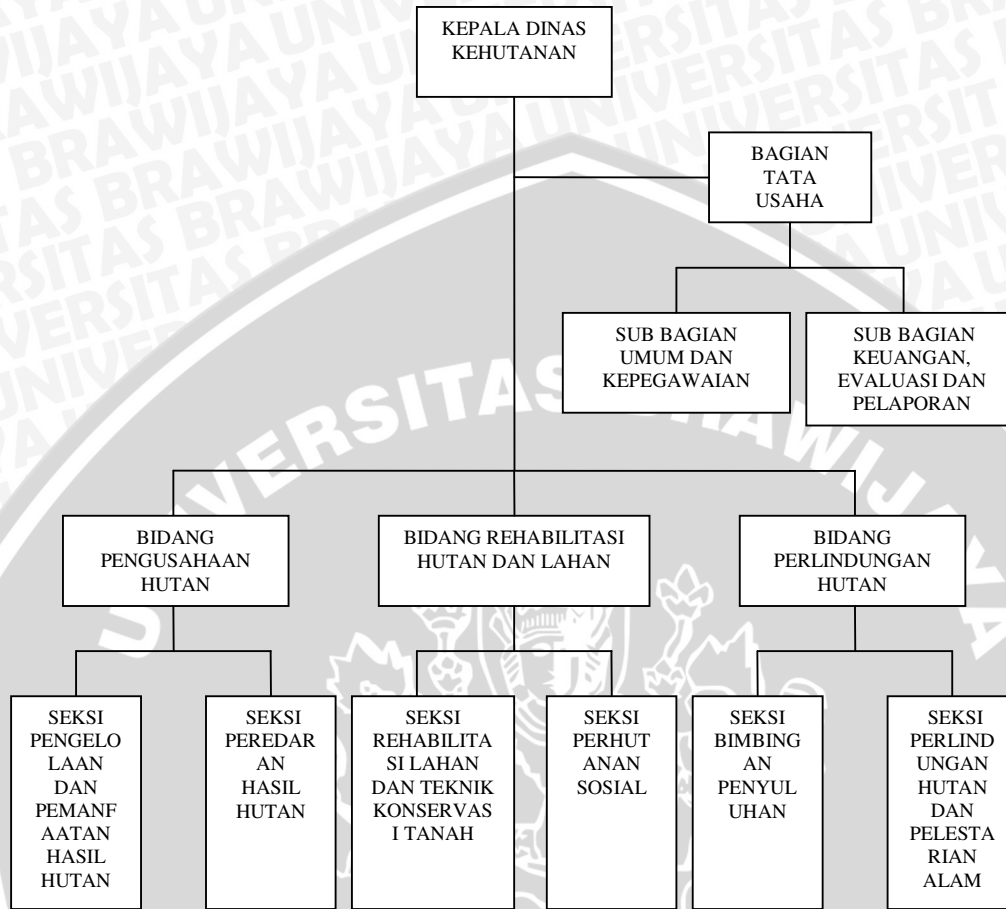 KEPALA DINAS
KEHUTANAN
BAGIAN
TATA
USAHA
SUB BAGIAN
UMUM DAN
KEPEGAWAIAN
SUB BAGIAN
KEUANGAN,
EVALUASI DAN
PELAPORAN
BIDANG
PENGUSAHAAN
HUTAN
BIDANG REHABILITASI
HUTAN DAN LAHAN
BIDANG
PERLINDUNGAN
HUTAN
SEKSI
PENGELO
LAAN
DAN
PEMANF
AATAN
HASIL
HUTAN
SEKSI
PEREDAR
AN
HASIL
HUTAN
SEKSI
REHABILITA
SI LAHAN
DAN TEKNIK
KONSERVAS
I TANAH
SEKSI
PERHUT
ANAN
SOSIAL
SEKSI
BIMBING
AN
PENYUL
UHAN
SEKSI
PERLIND
UNGAN
HUTAN
DAN
PELESTA
RIAN
ALAM